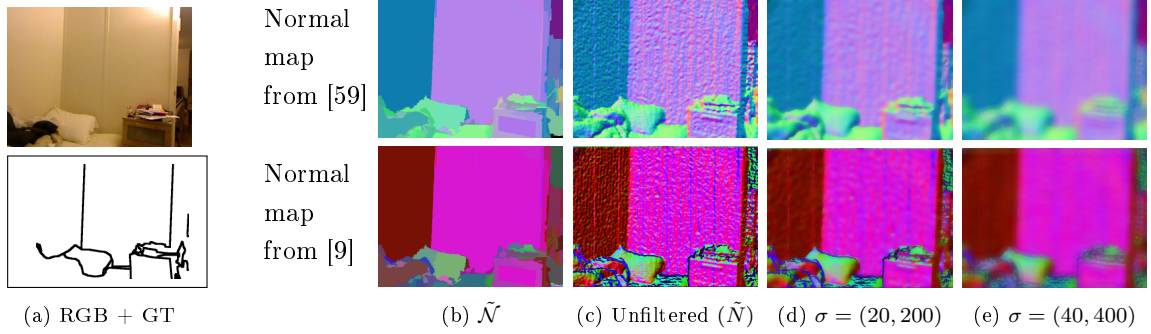 Normal
map
from [59]
Normal
map
from [9]
(a) RGB + GT
(b) 𝒩̃
(c) Unfiltered (Ñ)
(d) σ = (20, 200)
(e) σ = (40, 400)